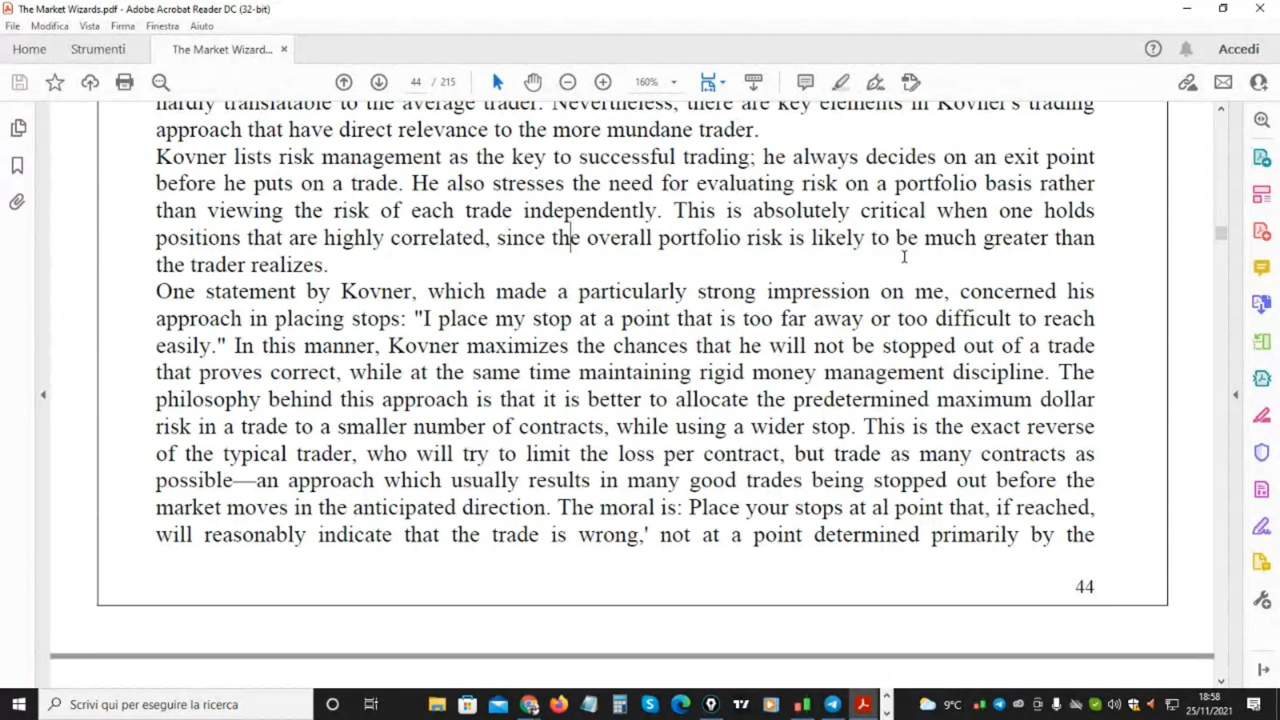 The Market Wizards.pdf - Adobe Acrobat Reader DC (32-bit)
File Modifica Vista Firma Finestra Aiuto
Home Strumenti The Market Wizard... × Accedi
44 / 215 160%
hardly translatable to the average trader. Nevertheless, there are key elements in Kovner's trading
approach that have direct relevance to the more mundane trader.
Kovner lists risk management as the key to successful trading; he always decides on an exit point
before he puts on a trade. He also stresses the need for evaluating risk on a portfolio basis rather
than viewing the risk of each trade independently. This is absolutely critical when one holds
positions that are highly correlated, since the overall portfolio risk is likely to be much greater than
the trader realizes.
One statement by Kovner, which made a particularly strong impression on me, concerned his
approach in placing stops: "I place my stop at a point that is too far away or too difficult to reach
easily." In this manner, Kovner maximizes the chances that he will not be stopped out of a trade
that proves correct, while at the same time maintaining rigid money management discipline. The
philosophy behind this approach is that it is better to allocate the predetermined maximum dollar
risk in a trade to a smaller number of contracts, while using a wider stop. This is the exact reverse
of the typical trader, who will try to limit the loss per contract, but trade as many contracts as
possible—an approach which usually results in many good trades being stopped out before the
market moves in the anticipated direction. The moral is: Place your stops at al point that, if reached,
will reasonably indicate that the trade is wrong,' not at a point determined primarily by the
44
Scrivi qui per eseguire la ricerca
9°C
18:58
25/11/2021